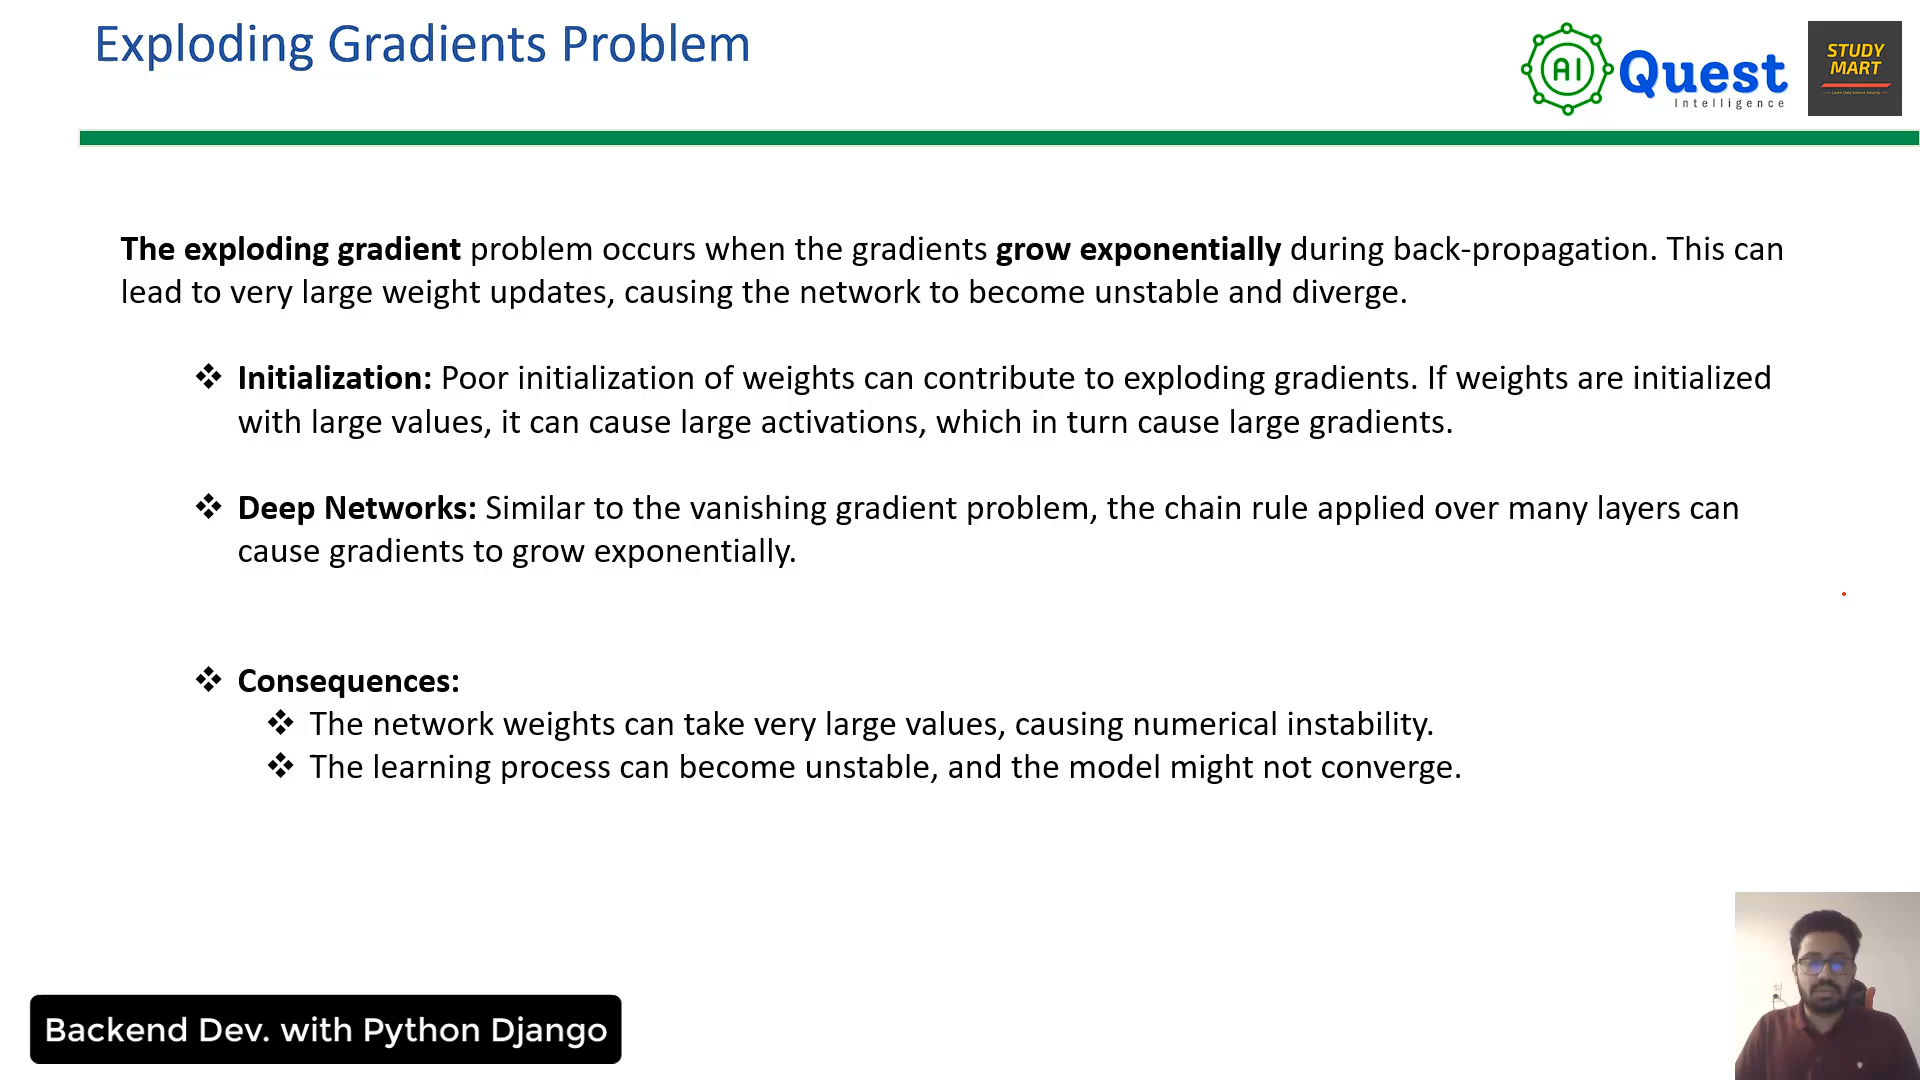 Exploding Gradients Problem
AI
Quest
Intelligence
STUDY
MART
The exploding gradient problem occurs when the gradients grow exponentially during back-propagation. This can
lead to very large weight updates, causing the network to become unstable and diverge.
❖ Initialization: Poor initialization of weights can contribute to exploding gradients. If weights are initialized
with large values, it can cause large activations, which in turn cause large gradients.
❖ Deep Networks: Similar to the vanishing gradient problem, the chain rule applied over many layers can
cause gradients to grow exponentially.
❖ Consequences:
❖ The network weights can take very large values, causing numerical instability.
❖ The learning process can become unstable, and the model might not converge.
Backend Dev. with Python Django